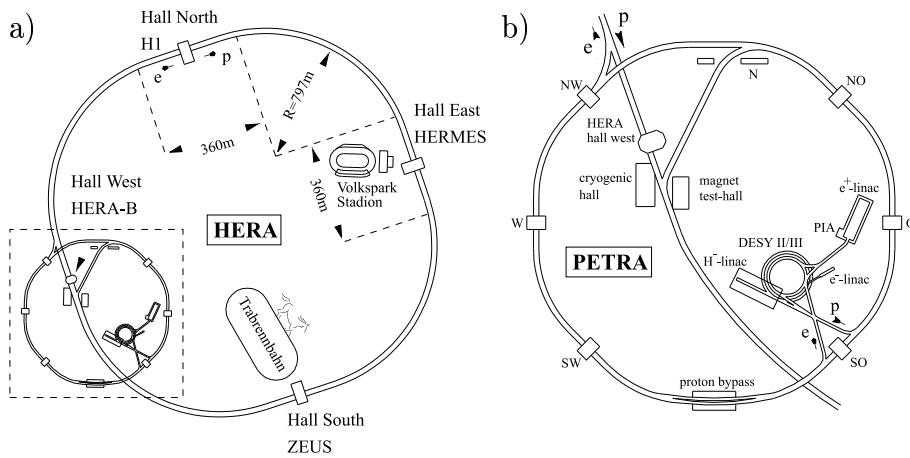 a)
Hall North
H1
e
p
R=797m
360m
Hall East
HERMES
360m
Volkspark
Stadion
Hall West
HERA-B
HERA
Trabrennbahn
Hall South
ZEUS
b)
e
p
N
NW
NO
HERA
hall west
cryogenic
hall
magnet
test-hall
e⁺-linac
W
PIA
O
DESY II/III
PETRA
H⁻-linac
e⁻-linac
p
e
SW
SO
proton bypass